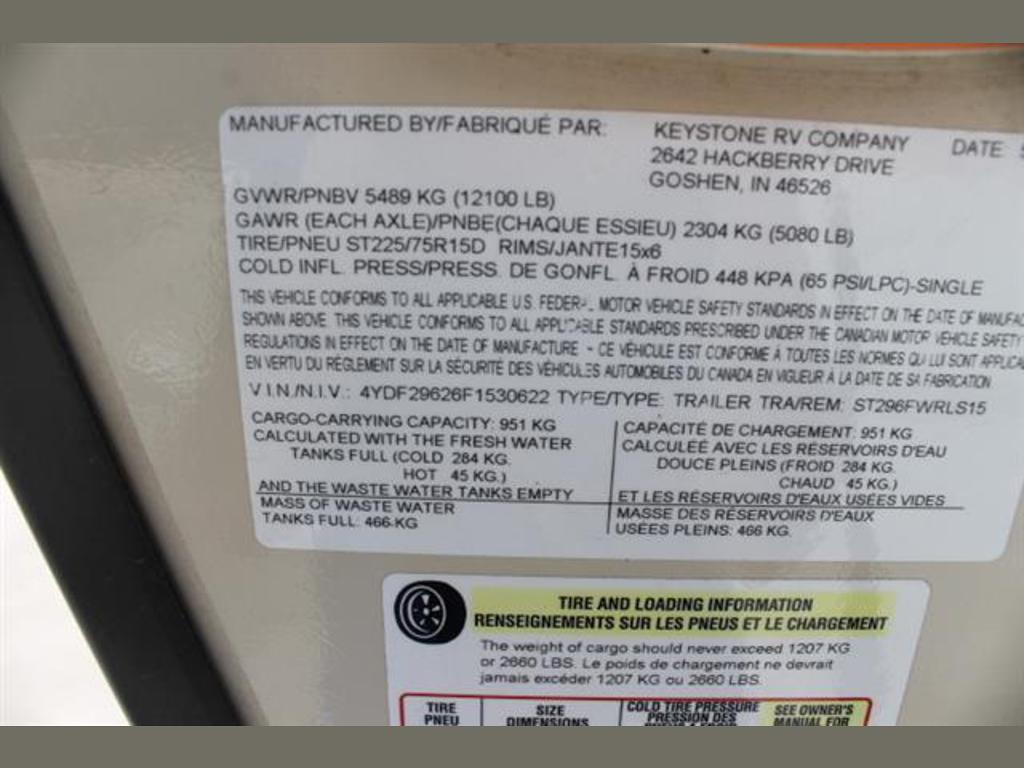 MANUFACTURED BY/FABRIQUÉ PAR: KEYSTONE RV COMPANY DATE
2642 HACKBERRY DRIVE
GOSHEN, IN 46526
GVWR/PNBV 5489 KG (12100 LB)
GAWR (EACH AXLE)/PNBE(CHAQUE ESSIEU) 2304 KG (5080 LB)
TIRE/PNEU ST225/75R15D RIMS/JANTE15x6
COLD INFL. PRESS/PRESS. DE GONFL. À FROID 448 KPA (65 PSI/LPC)-SINGLE
THIS VEHICLE CONFORMS TO ALL APPLICABLE U.S. FEDERAL MOTOR VEHICLE SAFETY STANDARDS IN EFFECT ON THE DATE OF MANUFAC
SHOWN ABOVE. THIS VEHICLE CONFORMS TO ALL APPLICABLE STANDARDS PRESCRIBED UNDER THE CANADIAN MOTOR VEHICLE SAFETY
REGULATIONS IN EFFECT ON THE DATE OF MANUFACTURE - CE VÉHICULE EST CONFORME À TOUTES LES NORMES QUI LUI SONT APPLICA
EN VERTU DU RÉGLEMENT SUR LA SÉCURITÉ DES VÉHICULES AUTOMOBILES DU CANADA EN VIGUEUR À LA DATE DE SA FABRICATION
V.I.N./N.I.V.: 4YDF29626F1530622 TYPE/TYPE: TRAILER TRA/REM: ST296FWRLS15
CARGO-CARRYING CAPACITY: 951 KG
CALCULATED WITH THE FRESH WATER
TANKS FULL (COLD 284 KG.
HOT 45 KG.)
AND THE WASTE WATER TANKS EMPTY
MASS OF WASTE WATER
TANKS FULL: 466 KG
CAPACITÉ DE CHARGEMENT: 951 KG
CALCULÉE AVEC LES RÉSERVOIRS D'EAU
DOUCE PLEINS (FROID 284 KG.
CHAUD 45 KG.)
ET LES RÉSERVOIRS D'EAUX USÉES VIDES
MASSE DES RÉSERVOIRS D'EAUX
USÉES PLEINS: 466 KG.
TIRE AND LOADING INFORMATION
RENSEIGNEMENTS SUR LES PNEUS ET LE CHARGEMENT
The weight of cargo should never exceed 1207 KG
or 2660 LBS. Le poids de chargement ne devrait
jamais excéder 1207 KG ou 2660 LBS.
TIRE SIZE COLD TIRE PRESSURE SEE OWNER'S
PNEU DIMENSIONS PRESSION DES MANUAL FOR